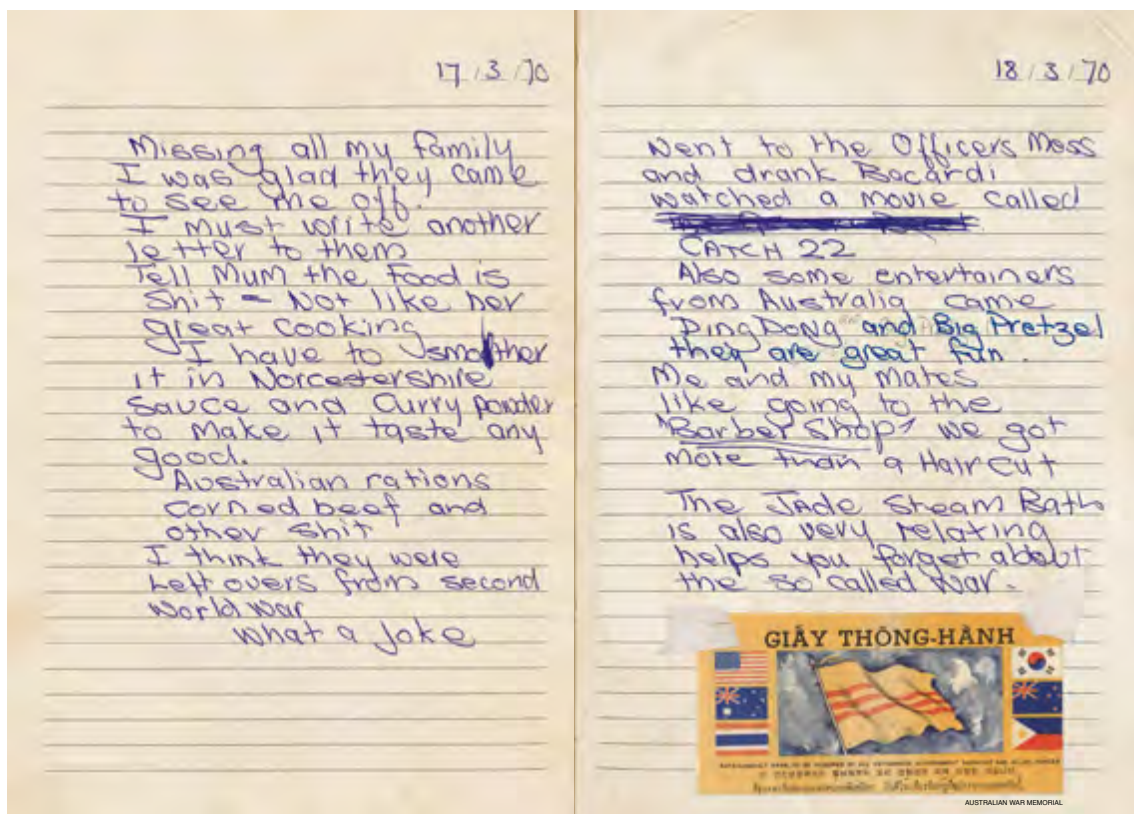 17/3/70
Missing all my family
I was glad they came
to see me off.
I must write another
letter to them
Tell Mum the Food is
Shit - Not like her
great cooking
I have to smother
it in Worcestershire
Sauce and Curry powder
to make it taste any
good.
Australian rations
corned beef and
other shit
I think they were
Left overs from second
World War
What a Joke
18/3/70
Went to the Officers Mess
and drank Bocardi
watched a movie called
CATCH 22
Also some entertainers
from Australia came
DingDong and Big Pretzel
they are great fun.
Me and my mates
like going to the
"Barber Shop" we got
more than a Haircut
The JADE Steam Bath
is also very relating
helps you forget about
the so called War.
GIẤY THÔNG-HÀNH
AUSTRALIAN WAR MEMORIAL